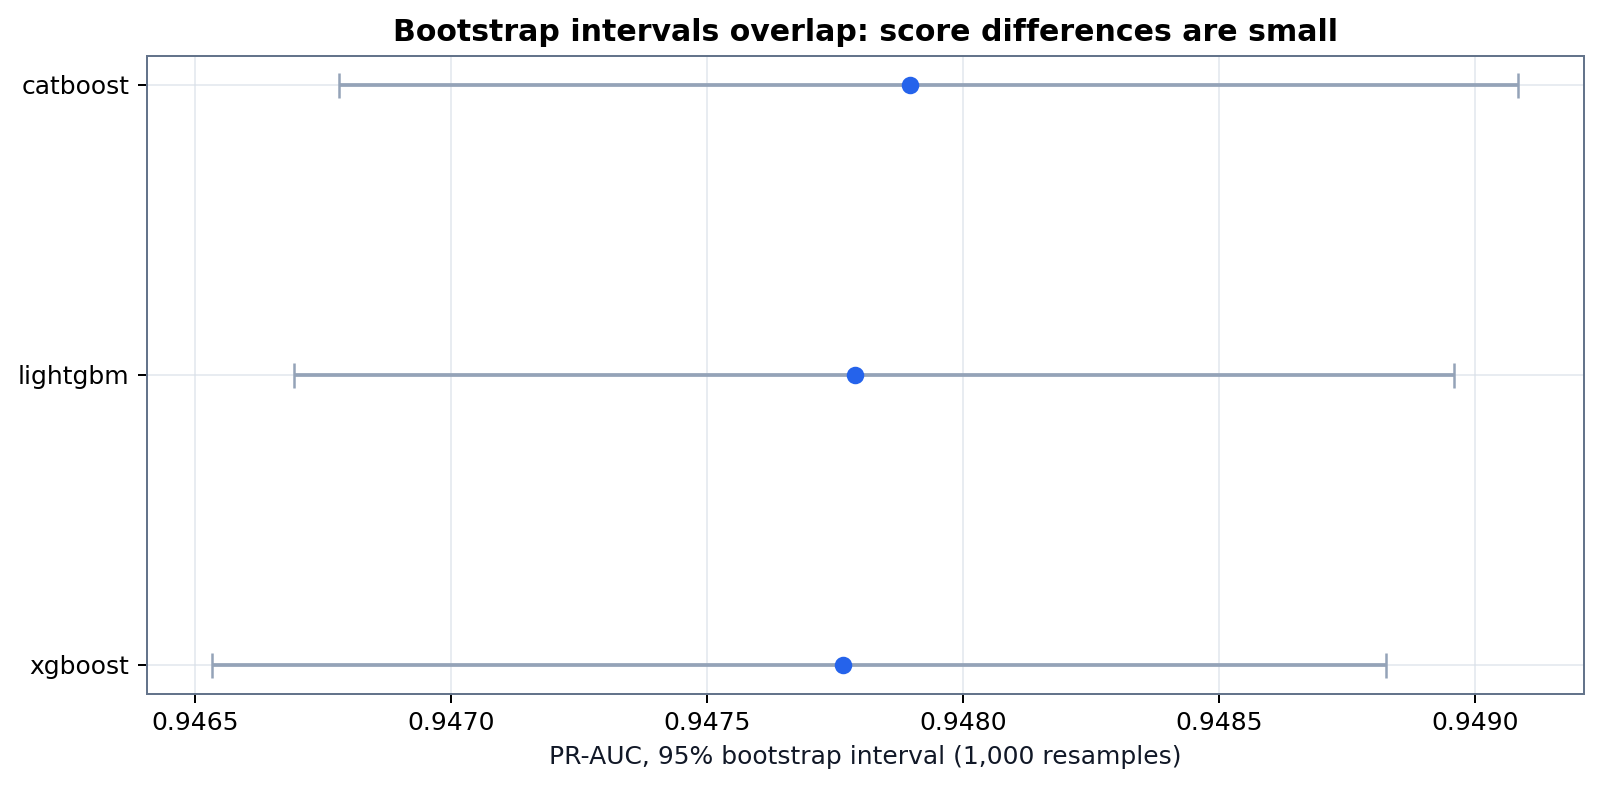 Bootstrap intervals overlap: score differences are small
catboost
lightgbm
xgboost
0.9465 0.9470 0.9475 0.9480 0.9485 0.9490
PR-AUC, 95% bootstrap interval (1,000 resamples)